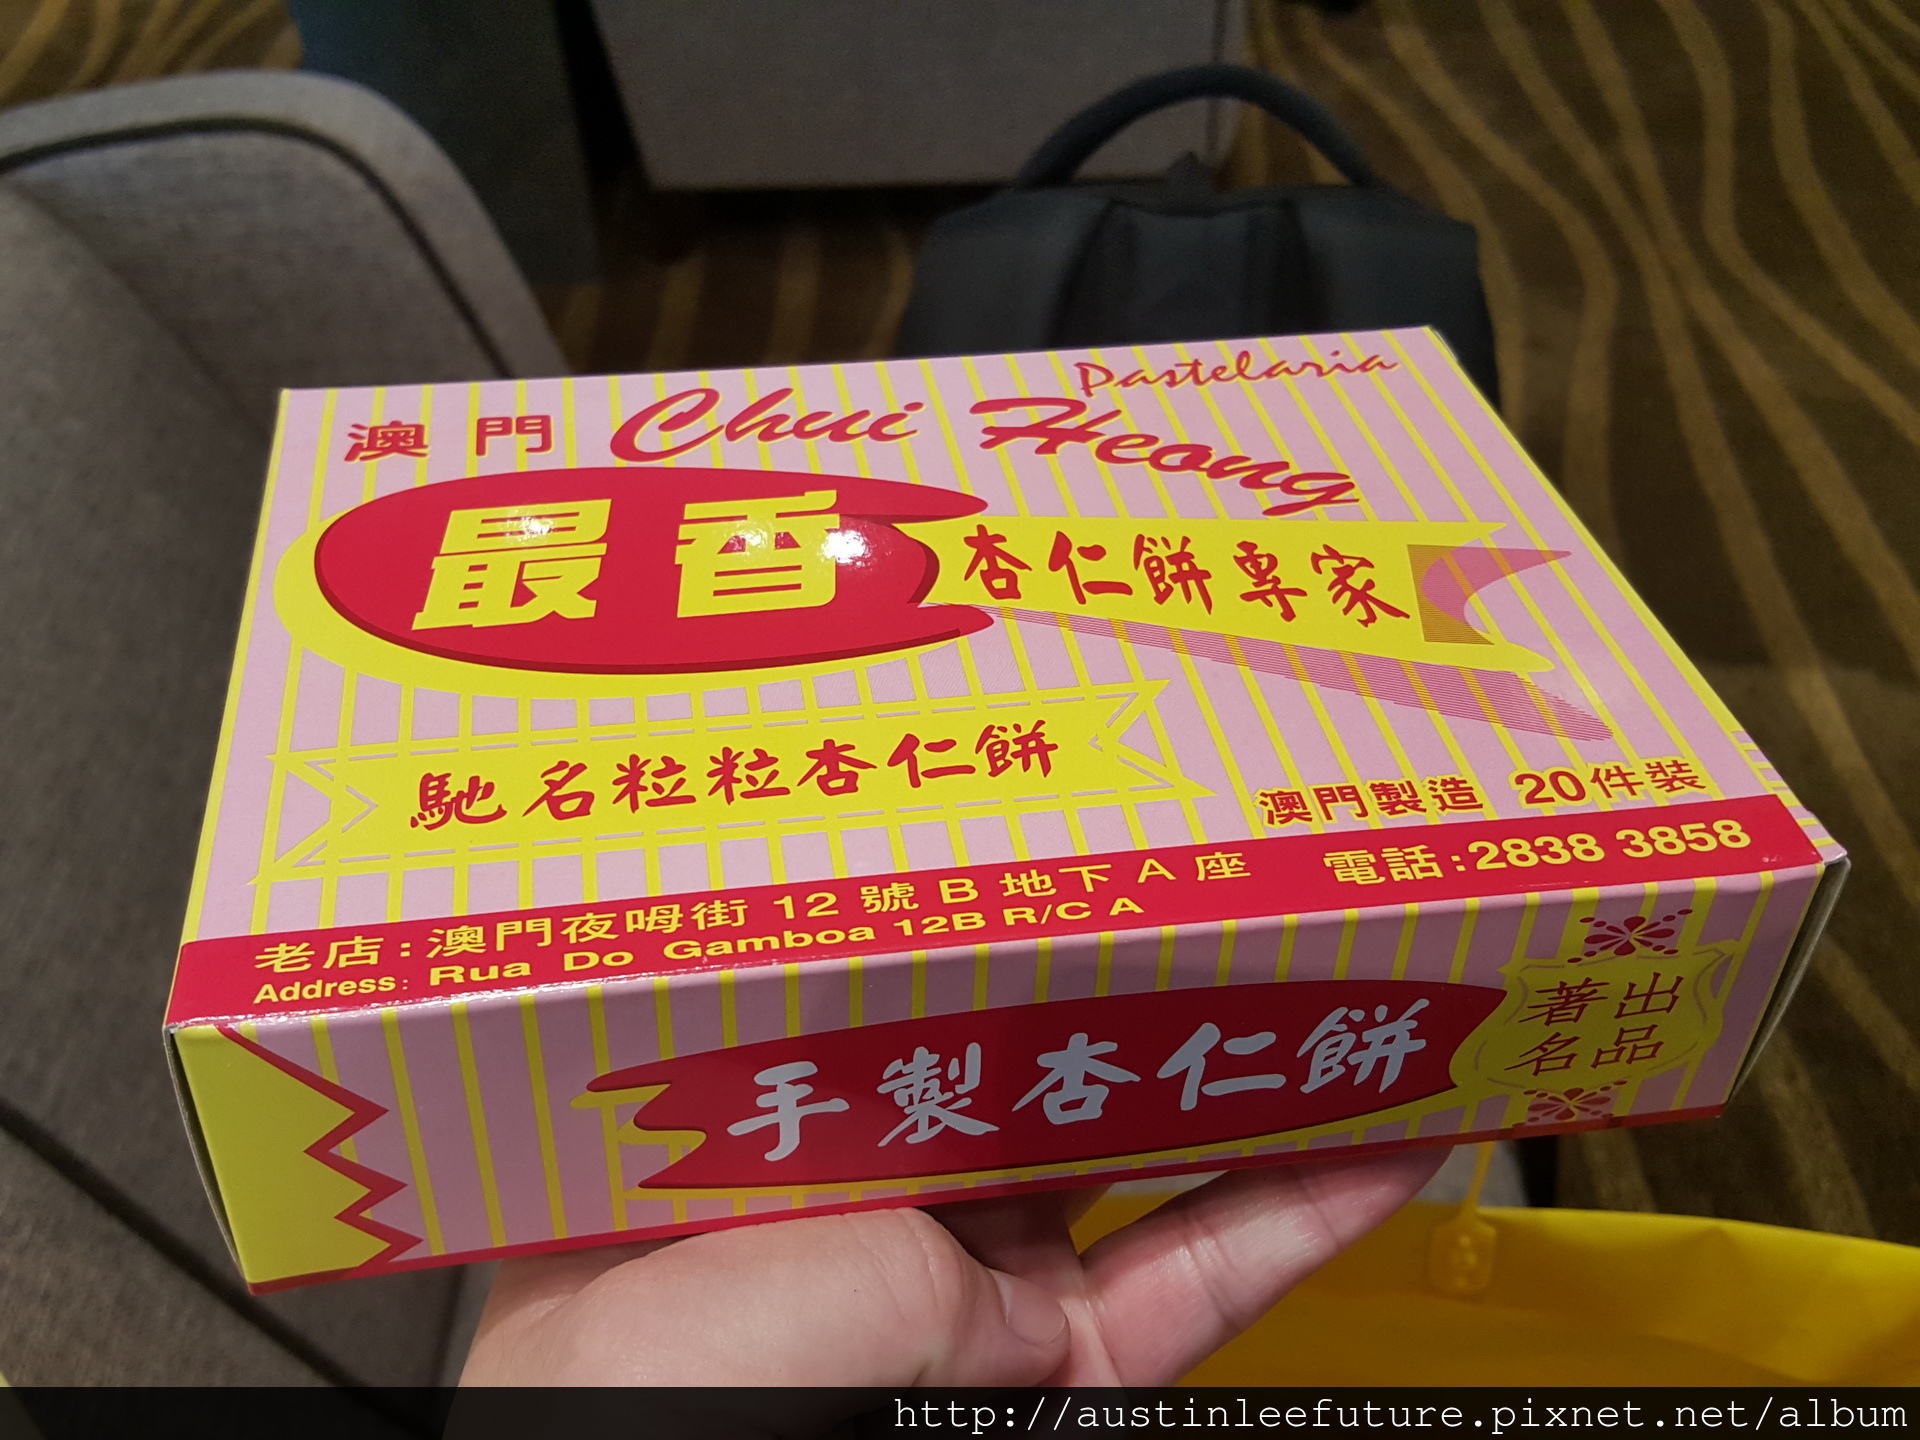 Pastelaria
澳門 Chui Heong
最香 杏仁餅專家
馳名粒粒杏仁餅
澳門製造 20件裝
老店:澳門夜呣街 12 號 B 地下 A 座 電話:2838 3858
Address: Rua Do Gamboa 12B R/C A
手製杏仁餅
著出
名品
http://austinleefuture.pixnet.net/album